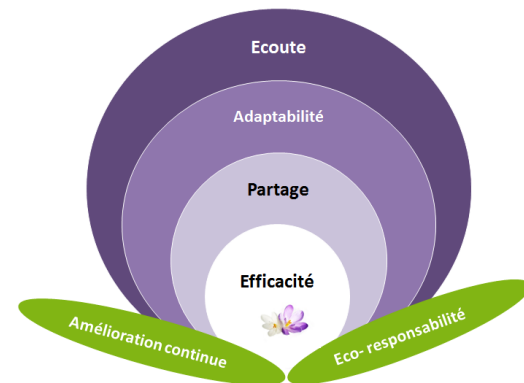 Ecoute
Adaptabilité
Partage
Efficacité
Amélioration continue
Eco- responsabilité